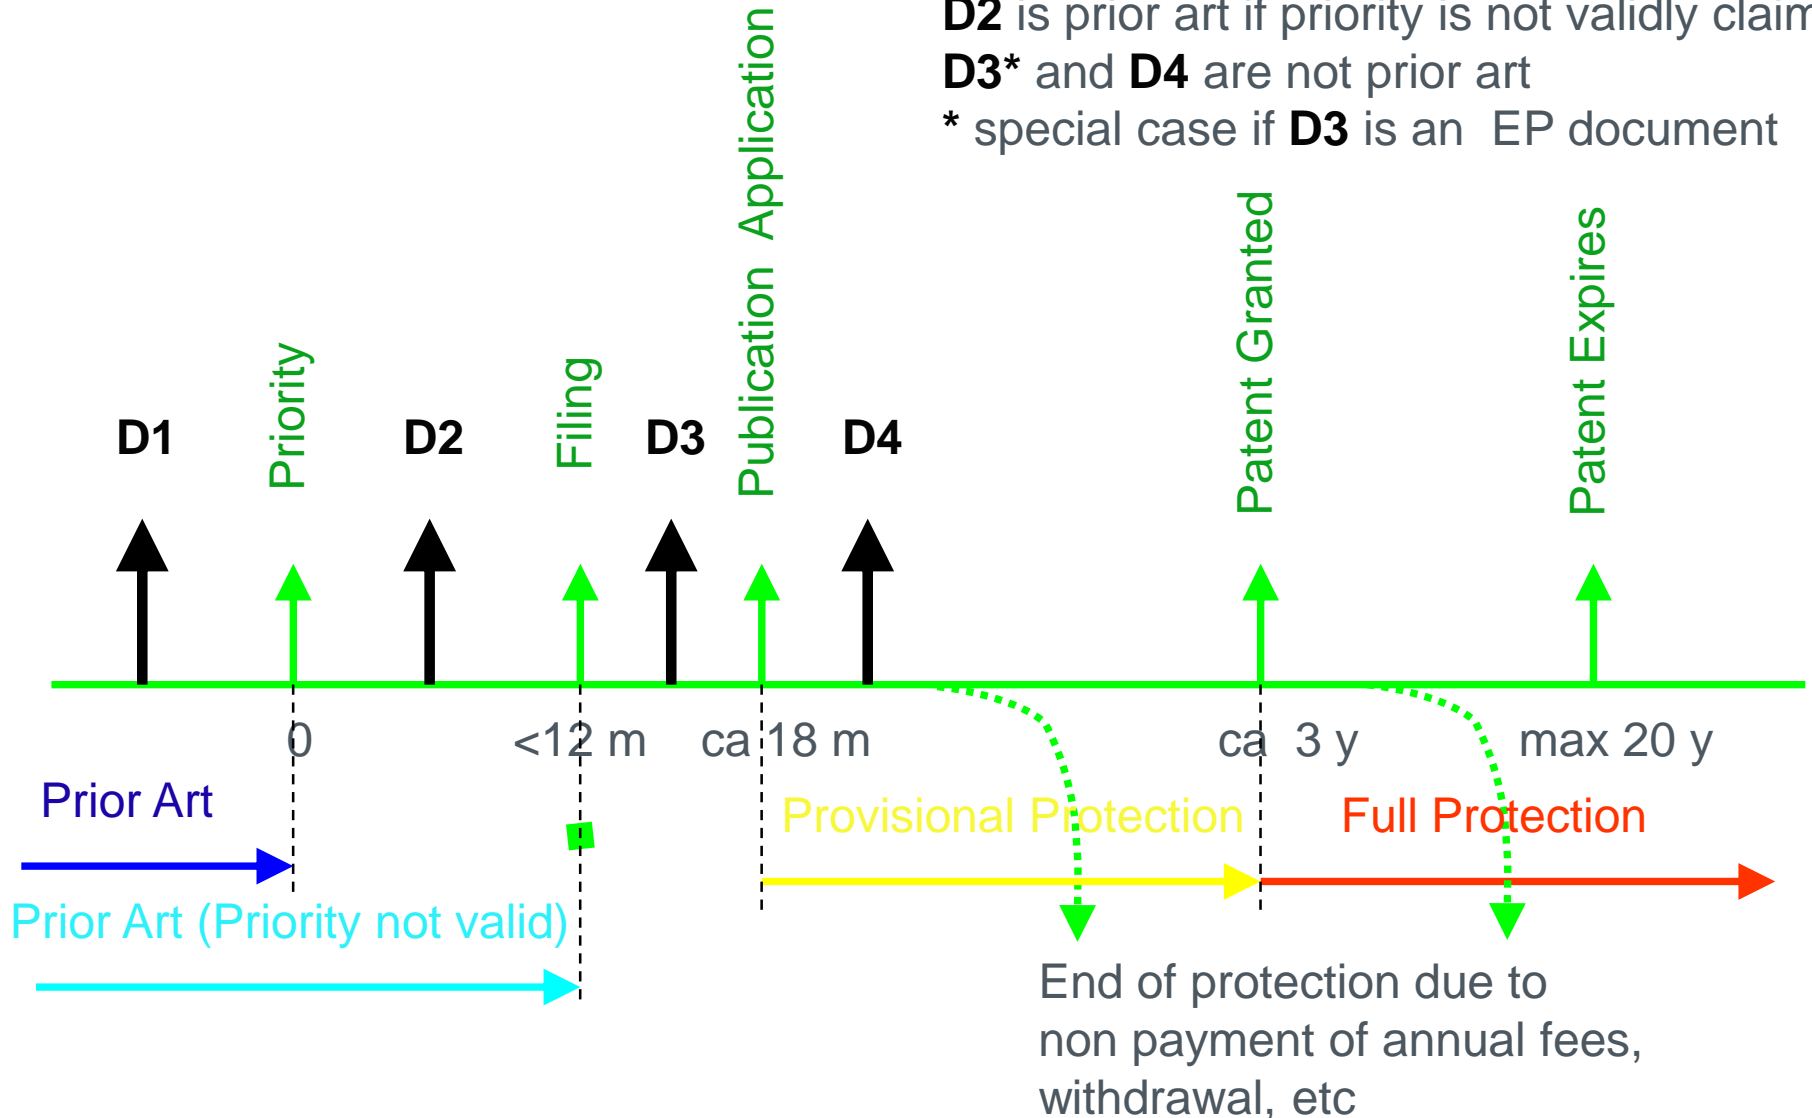 D2 is prior art if priority is not validly claim
D3* and D4 are not prior art
* special case if D3 is an EP document
Publication Application
Patent Granted
Patent Expires
Priority
Filing
D1
D2
D3
D4
0
<12 m
ca 18 m
ca 3 y
max 20 y
Prior Art
Provisional Protection
Full Protection
Prior Art (Priority not valid)
End of protection due to
non payment of annual fees,
withdrawal, etc